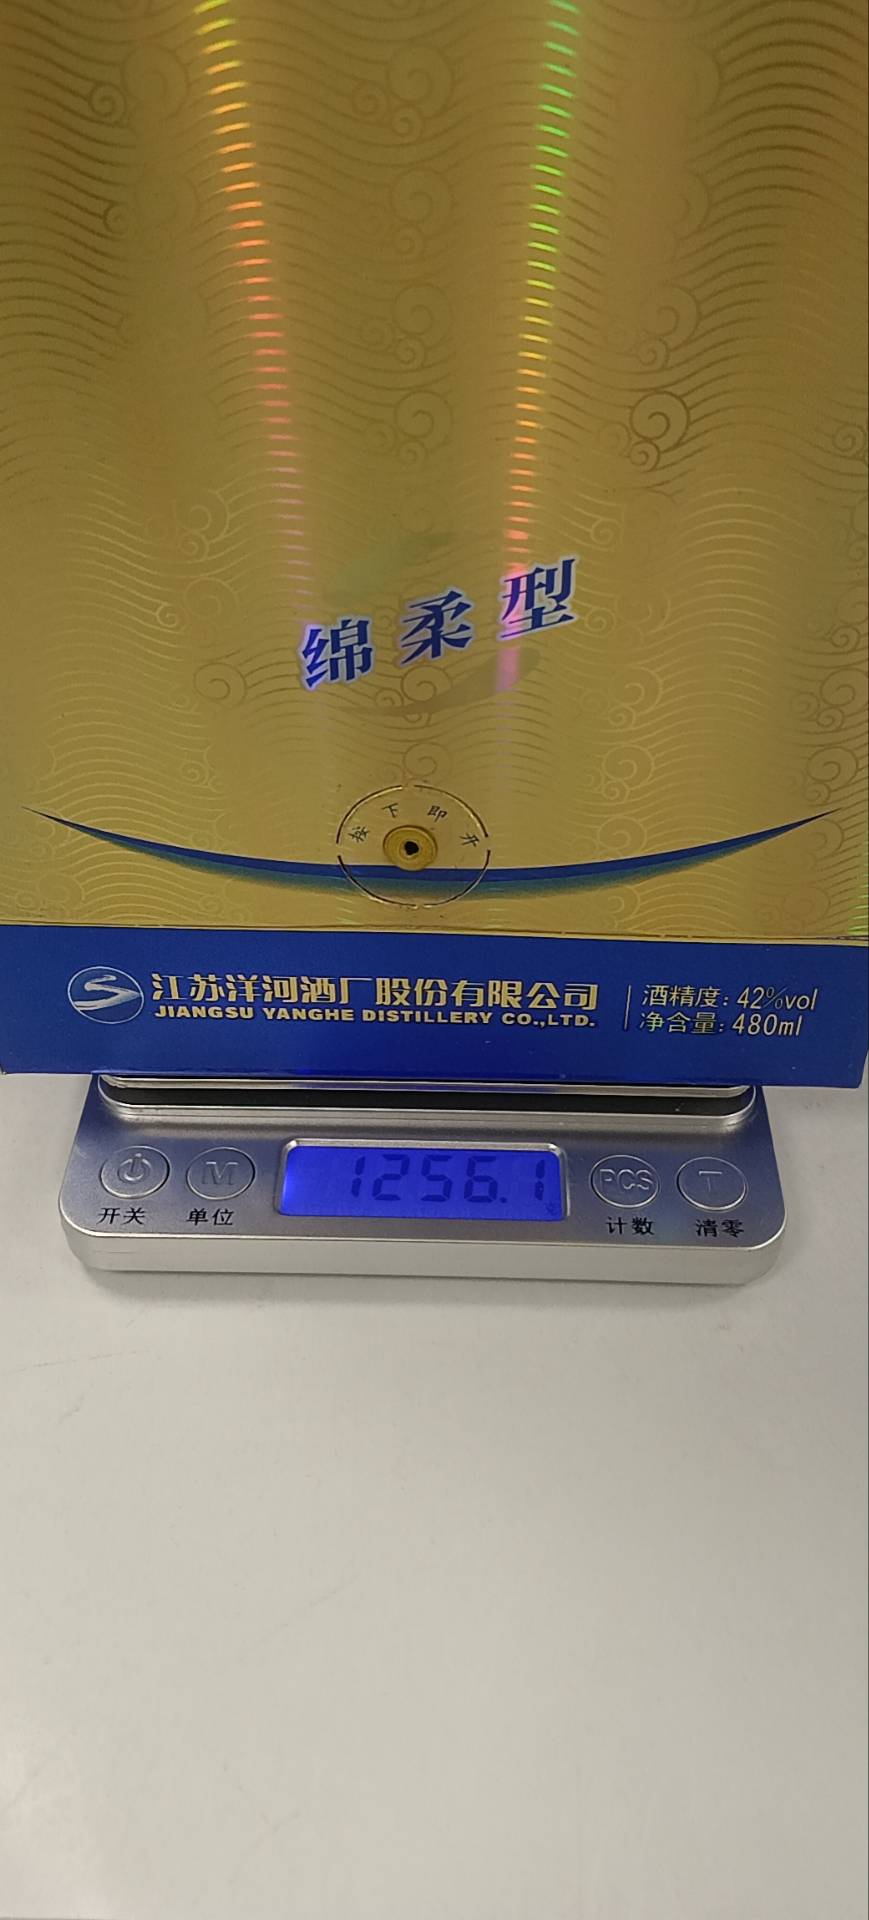 绵柔型
按下即开
江苏洋河酒厂股份有限公司
JIANGSU YANGHE DISTILLERY CO.,LTD.
酒精度: 42%vol
净含量: 480ml
1256.1
M
PCS
T
开关
单位
计数
清零